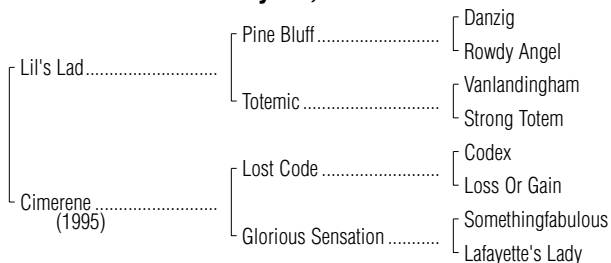 Danzig
Pine Bluff
Rowdy Angel
Lil's Lad
Vanlandingham
Totemic
Strong Totem
Codex
Lost Code
Loss Or Gain
Cimerene
(1995)
Somethingfabulous
Glorious Sensation
Lafayette's Lady